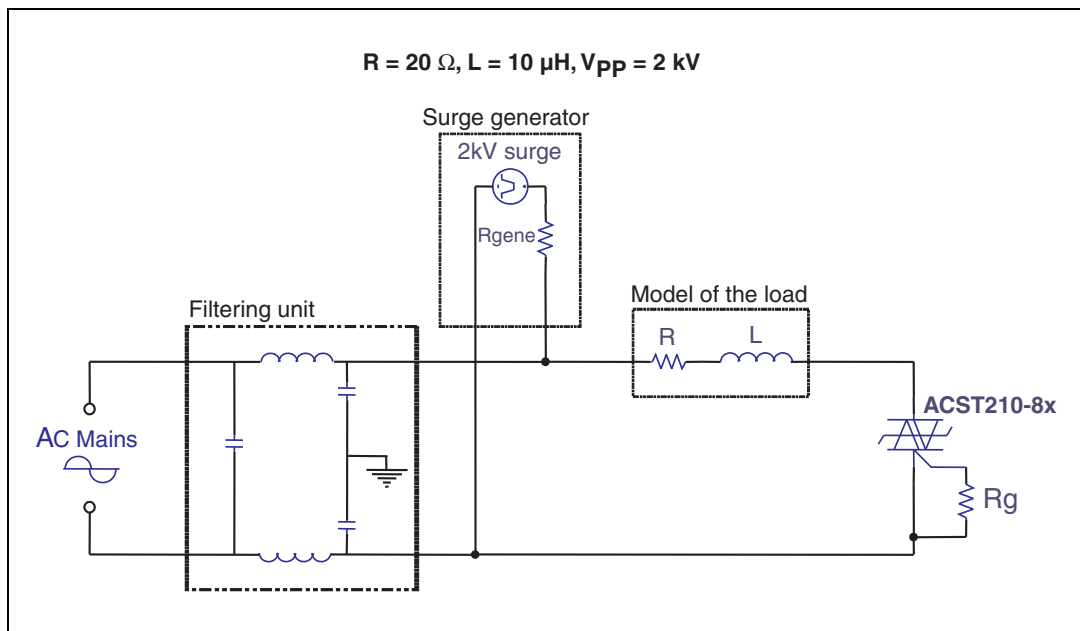 R = 20 Ω, L = 10 µH, VPP = 2 kV
Surge generator
2kV surge
Rgene
Filtering unit
Model of the load
R
L
ACST210-8x
AC Mains
Rg